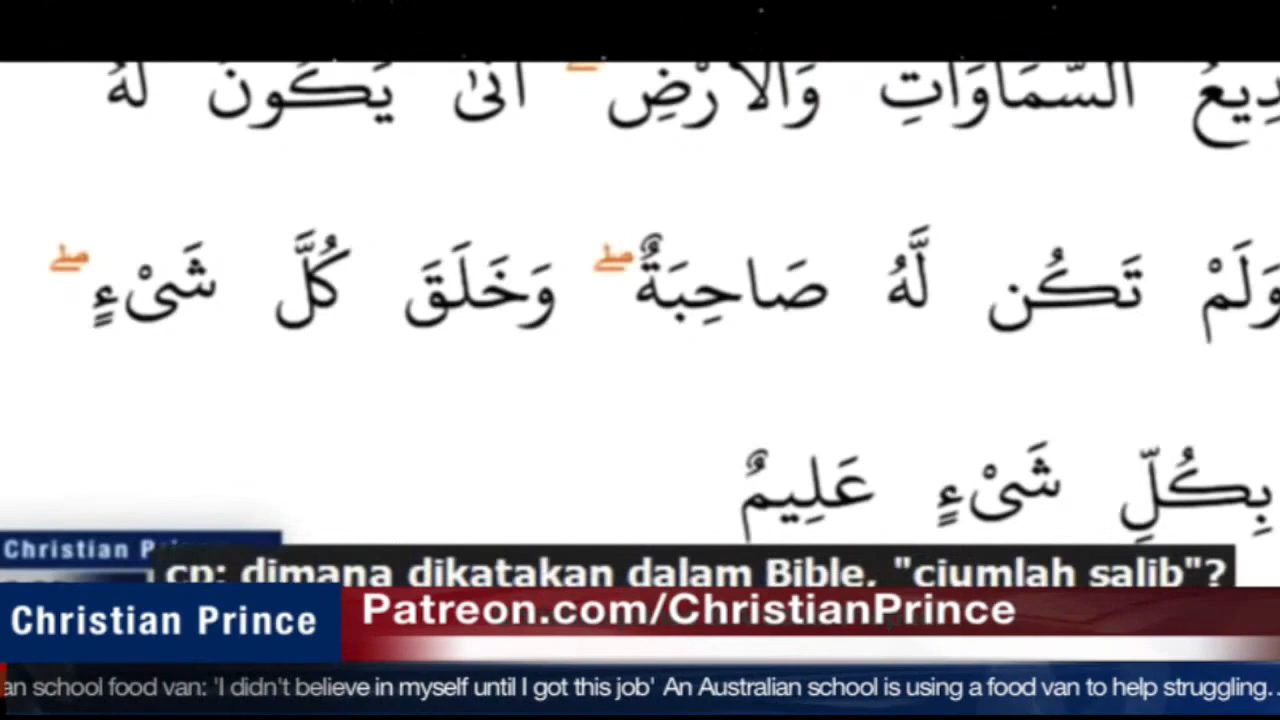 السَّمَاوَاتِ وَالْأَرْضِ ۖ أَنَّىٰ يَكُونُ لَهُ
وَلَمْ تَكُن لَّهُ صَاحِبَةٌ ۖ وَخَلَقَ كُلَّ شَيْءٍ ۖ
بِكُلِّ شَيْءٍ عَلِيمٌ
Christian
cp: dimana dikatakan dalam Bible, "ciumlah salib"?
Christian Prince
Patreon.com/ChristianPrince
an school food van: 'I didn't believe in myself until I got this job' An Australian school is using a food van to help struggling...